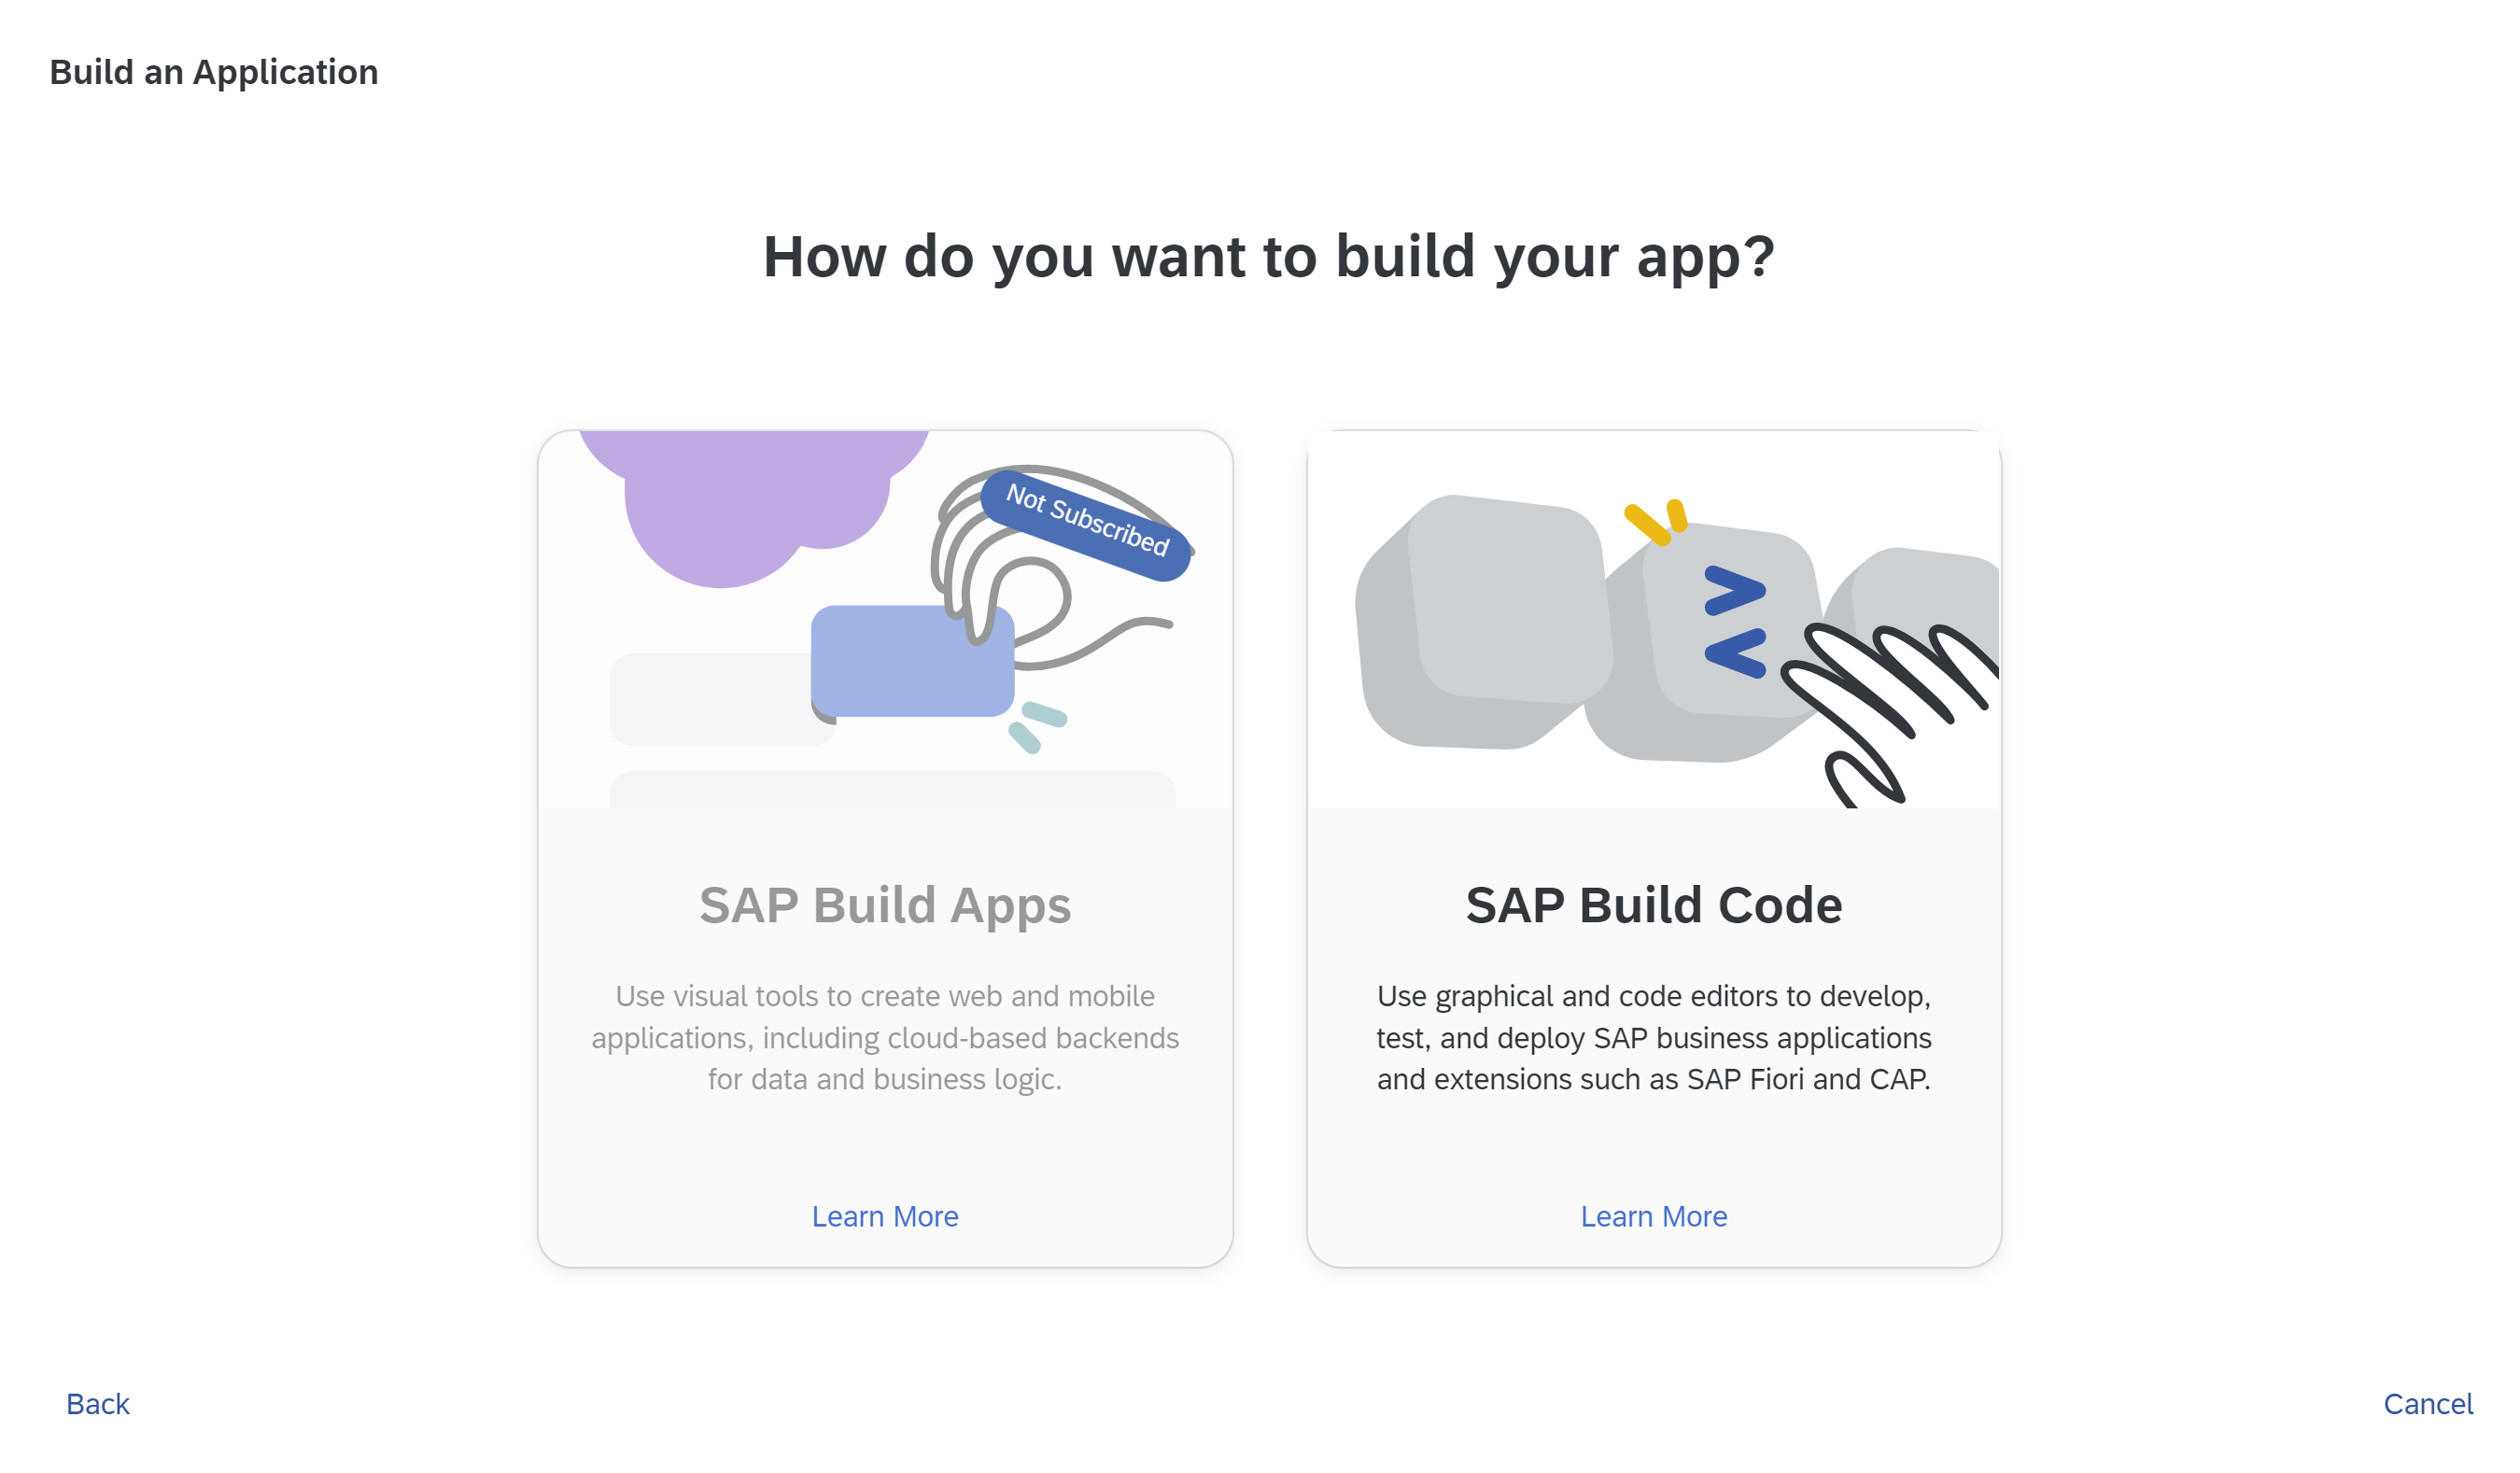 Build an Application
How do you want to build your app?
Not Subscribed
SAP Build Apps
Use visual tools to create web and mobile
applications, including cloud-based backends
for data and business logic.
Learn More
SAP Build Code
Use graphical and code editors to develop,
test, and deploy SAP business applications
and extensions such as SAP Fiori and CAP.
Learn More
Back
Cancel